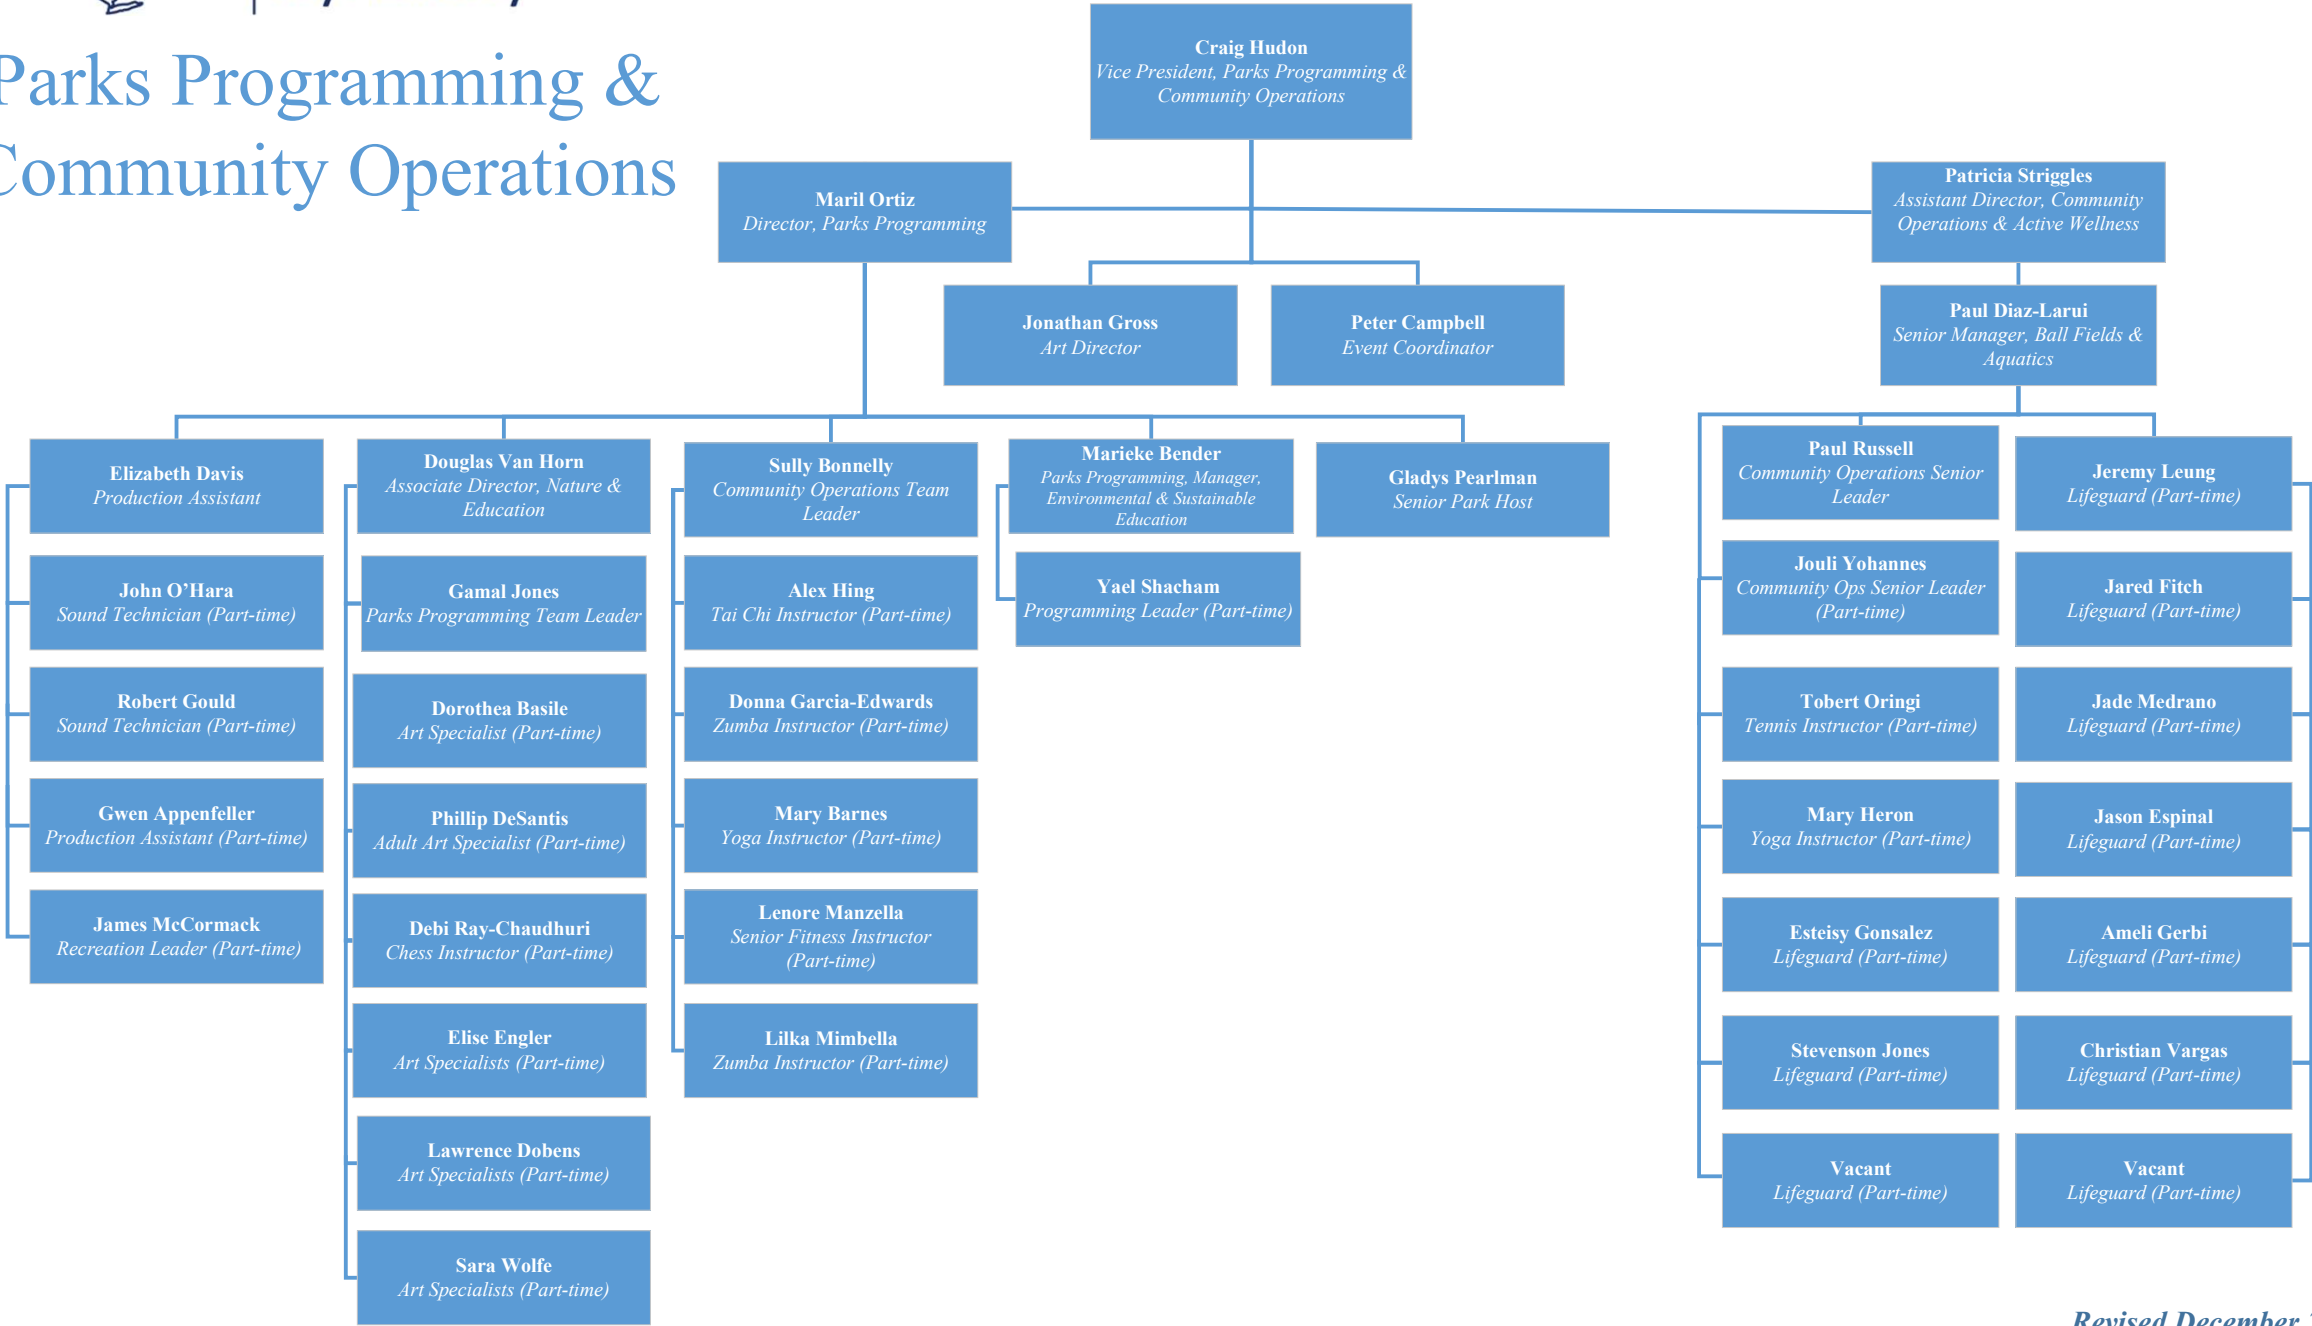 Parks Programming &
Community Operations
Craig Hudon
Vice President, Parks Programming &
Community Operations
Maril Ortiz
Director, Parks Programming
Patricia Striggles
Assistant Director, Community
Operations & Active Wellness
Jonathan Gross
Art Director
Peter Campbell
Event Coordinator
Paul Diaz-Larui
Senior Manager, Ball Fields &
Aquatics
Elizabeth Davis
Production Assistant
John O’Hara
Sound Technician (Part-time)
Robert Gould
Sound Technician (Part-time)
Gwen Appenfeller
Production Assistant (Part-time)
James McCormack
Recreation Leader (Part-time)
Douglas Van Horn
Associate Director, Nature &
Education
Gamal Jones
Parks Programming Team Leader
Dorothea Basile
Art Specialist (Part-time)
Phillip DeSantis
Adult Art Specialist (Part-time)
Debi Ray-Chaudhuri
Chess Instructor (Part-time)
Elise Engler
Art Specialists (Part-time)
Lawrence Dobens
Art Specialists (Part-time)
Sara Wolfe
Art Specialists (Part-time)
Sully Bonnelly
Community Operations Team
Leader
Alex Hing
Tai Chi Instructor (Part-time)
Donna Garcia-Edwards
Zumba Instructor (Part-time)
Mary Barnes
Yoga Instructor (Part-time)
Lenore Manzella
Senior Fitness Instructor
(Part-time)
Lilka Mimbella
Zumba Instructor (Part-time)
Marieke Bender
Parks Programming, Manager,
Environmental & Sustainable
Education
Yael Shacham
Programming Leader (Part-time)
Gladys Pearlman
Senior Park Host
Paul Russell
Community Operations Senior
Leader
Jouli Yohannes
Community Ops Senior Leader
(Part-time)
Tobert Oringi
Tennis Instructor (Part-time)
Mary Heron
Yoga Instructor (Part-time)
Esteisy Gonsalez
Lifeguard (Part-time)
Stevenson Jones
Lifeguard (Part-time)
Vacant
Lifeguard (Part-time)
Jeremy Leung
Lifeguard (Part-time)
Jared Fitch
Lifeguard (Part-time)
Jade Medrano
Lifeguard (Part-time)
Jason Espinal
Lifeguard (Part-time)
Ameli Gerbi
Lifeguard (Part-time)
Christian Vargas
Lifeguard (Part-time)
Vacant
Lifeguard (Part-time)
Revised December